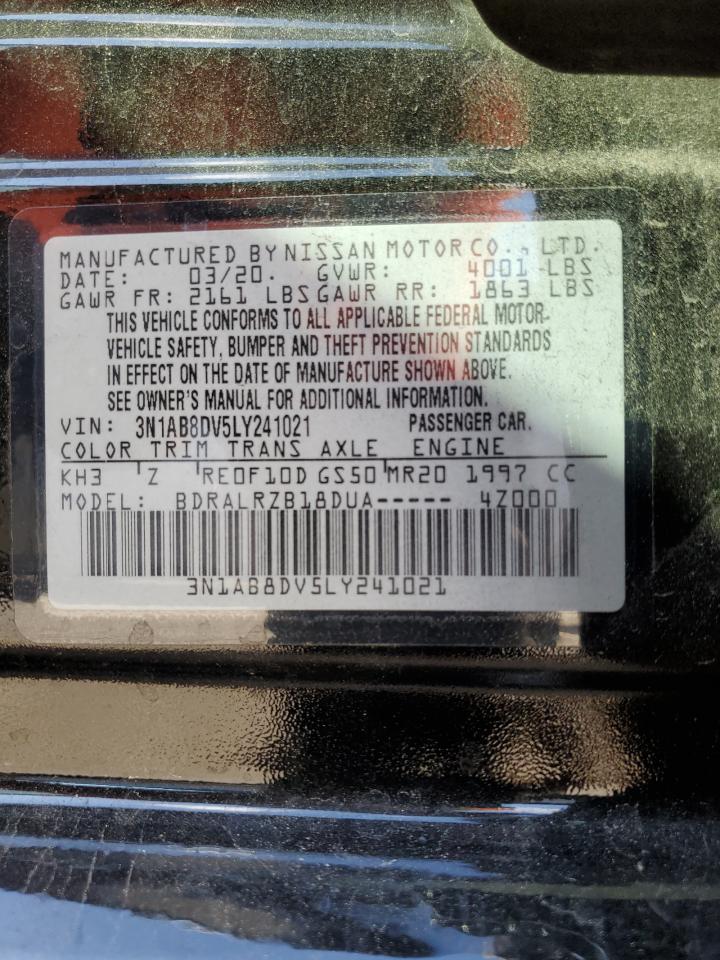 MANUFACTURED BY NISSAN MOTOR CO., LTD.
DATE: 03/20. GVWR: 4001 LBS
GAWR FR: 2161 LBS GAWR RR: 1863 LBS
THIS VEHICLE CONFORMS TO ALL APPLICABLE FEDERAL MOTOR-
VEHICLE SAFETY, BUMPER AND THEFT PREVENTION STANDARDS
IN EFFECT ON THE DATE OF MANUFACTURE SHOWN ABOVE.
SEE OWNER'S MANUAL FOR ADDITIONAL INFORMATION.
VIN: 3N1AB8DV5LY241021 PASSENGER CAR.
COLOR TRIM TRANS AXLE ENGINE
KH3 Z RE0F10D GS50 MR20 1997 CC
MODEL: BDRALRZB18DUA----- 4Z000
3N1AB8DV5LY241021